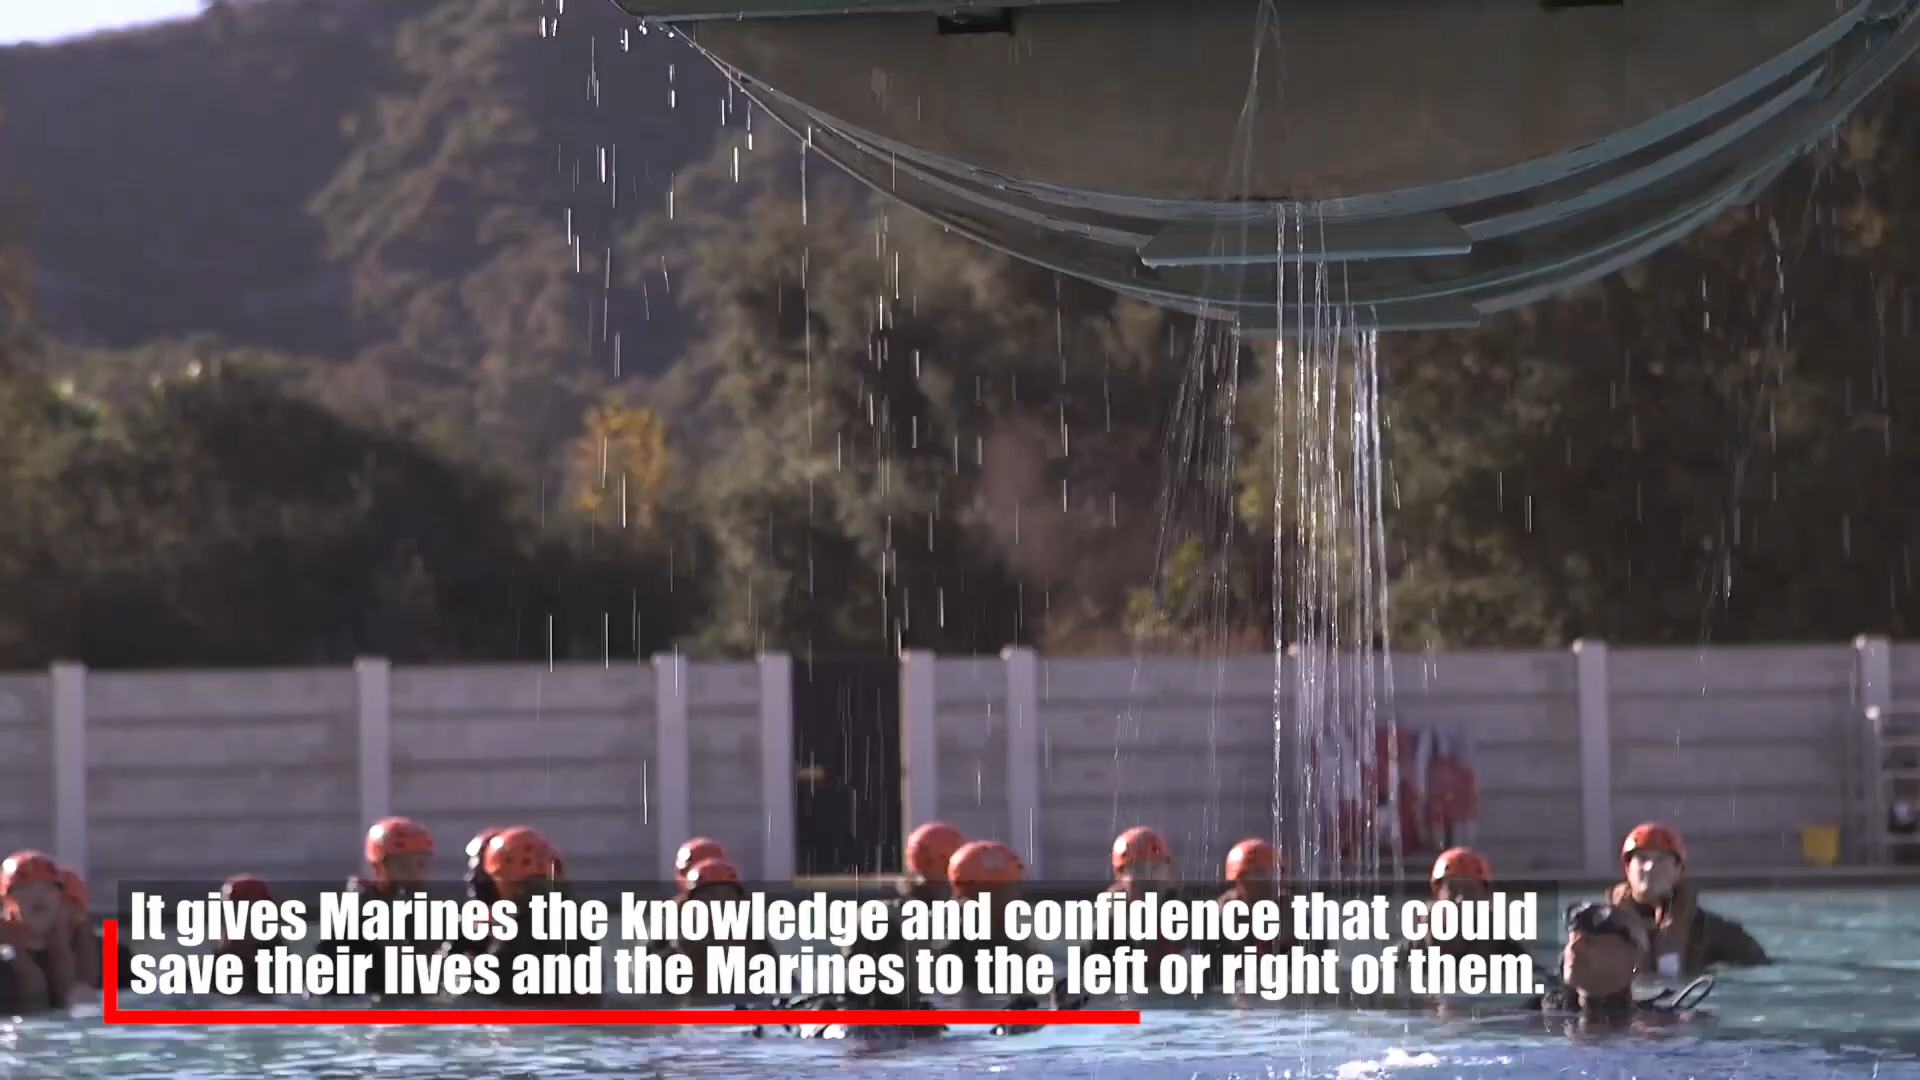 It gives Marines the knowledge and confidence that could
save their lives and the Marines to the left or right of them.